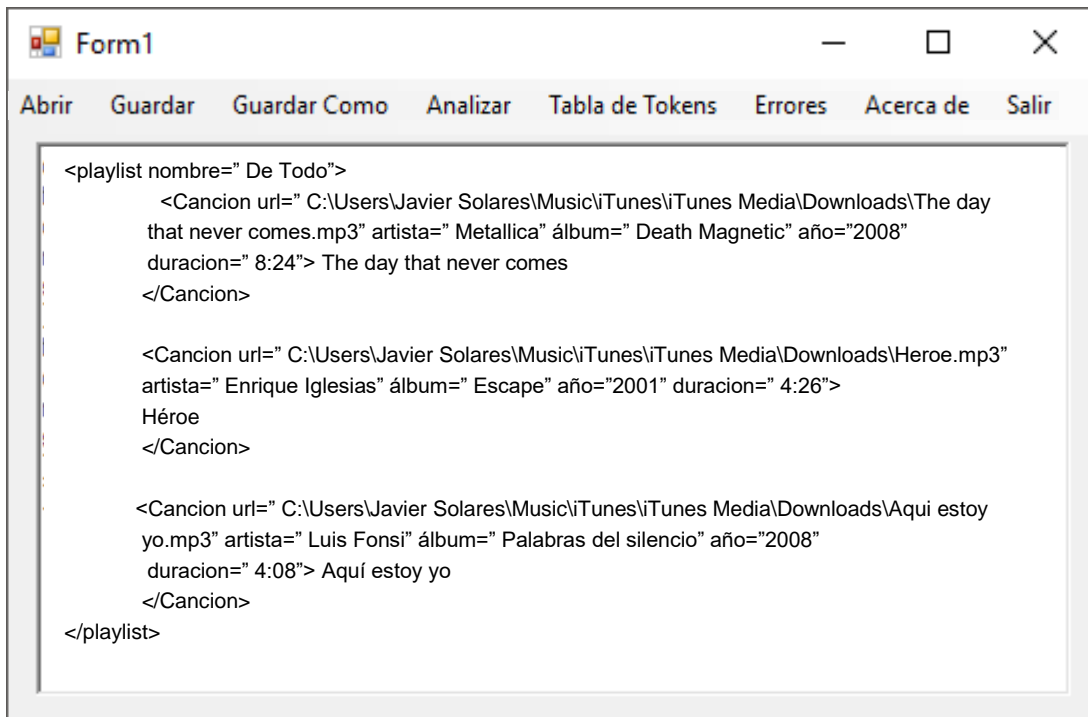 Form1
Abrir Guardar Guardar Como Analizar Tabla de Tokens Errores Acerca de Salir
<playlist nombre=” De Todo”>
<Cancion url=” C:\Users\Javier Solares\Music\iTunes\iTunes Media\Downloads\The day
that never comes.mp3” artista=” Metallica” álbum=” Death Magnetic” año=”2008”
duracion=” 8:24”> The day that never comes
</Cancion>
<Cancion url=” C:\Users\Javier Solares\Music\iTunes\iTunes Media\Downloads\Heroe.mp3”
artista=” Enrique Iglesias” álbum=” Escape” año=”2001” duracion=” 4:26”>
Héroe
</Cancion>
<Cancion url=” C:\Users\Javier Solares\Music\iTunes\iTunes Media\Downloads\Aqui estoy
yo.mp3” artista=” Luis Fonsi” álbum=” Palabras del silencio” año=”2008”
duracion=” 4:08”> Aquí estoy yo
</Cancion>
</playlist>